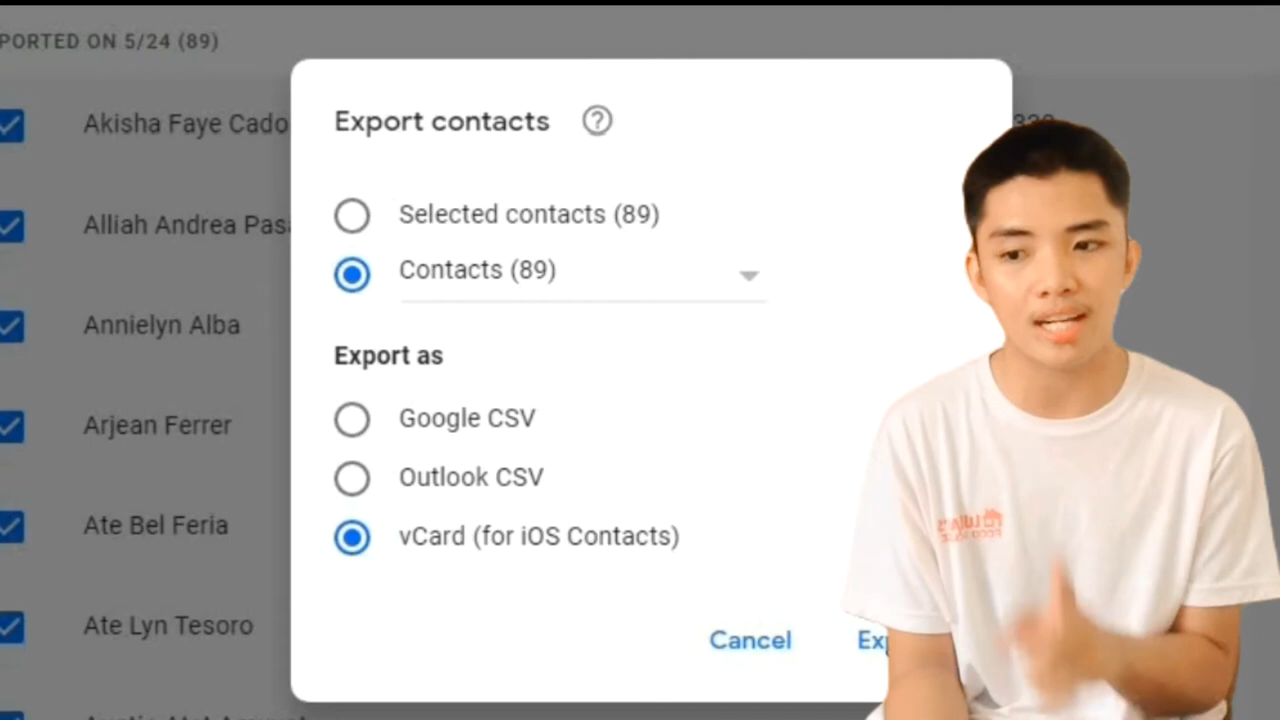 PORTED ON 5/24 (89)
Akisha Faye Cado
Alliah Andrea Pas
Annielyn Alba
Arjean Ferrer
Ate Bel Feria
Ate Lyn Tesoro
Export contacts
Selected contacts (89)
Contacts (89)
Export as
Google CSV
Outlook CSV
vCard (for iOS Contacts)
Cancel
Exp